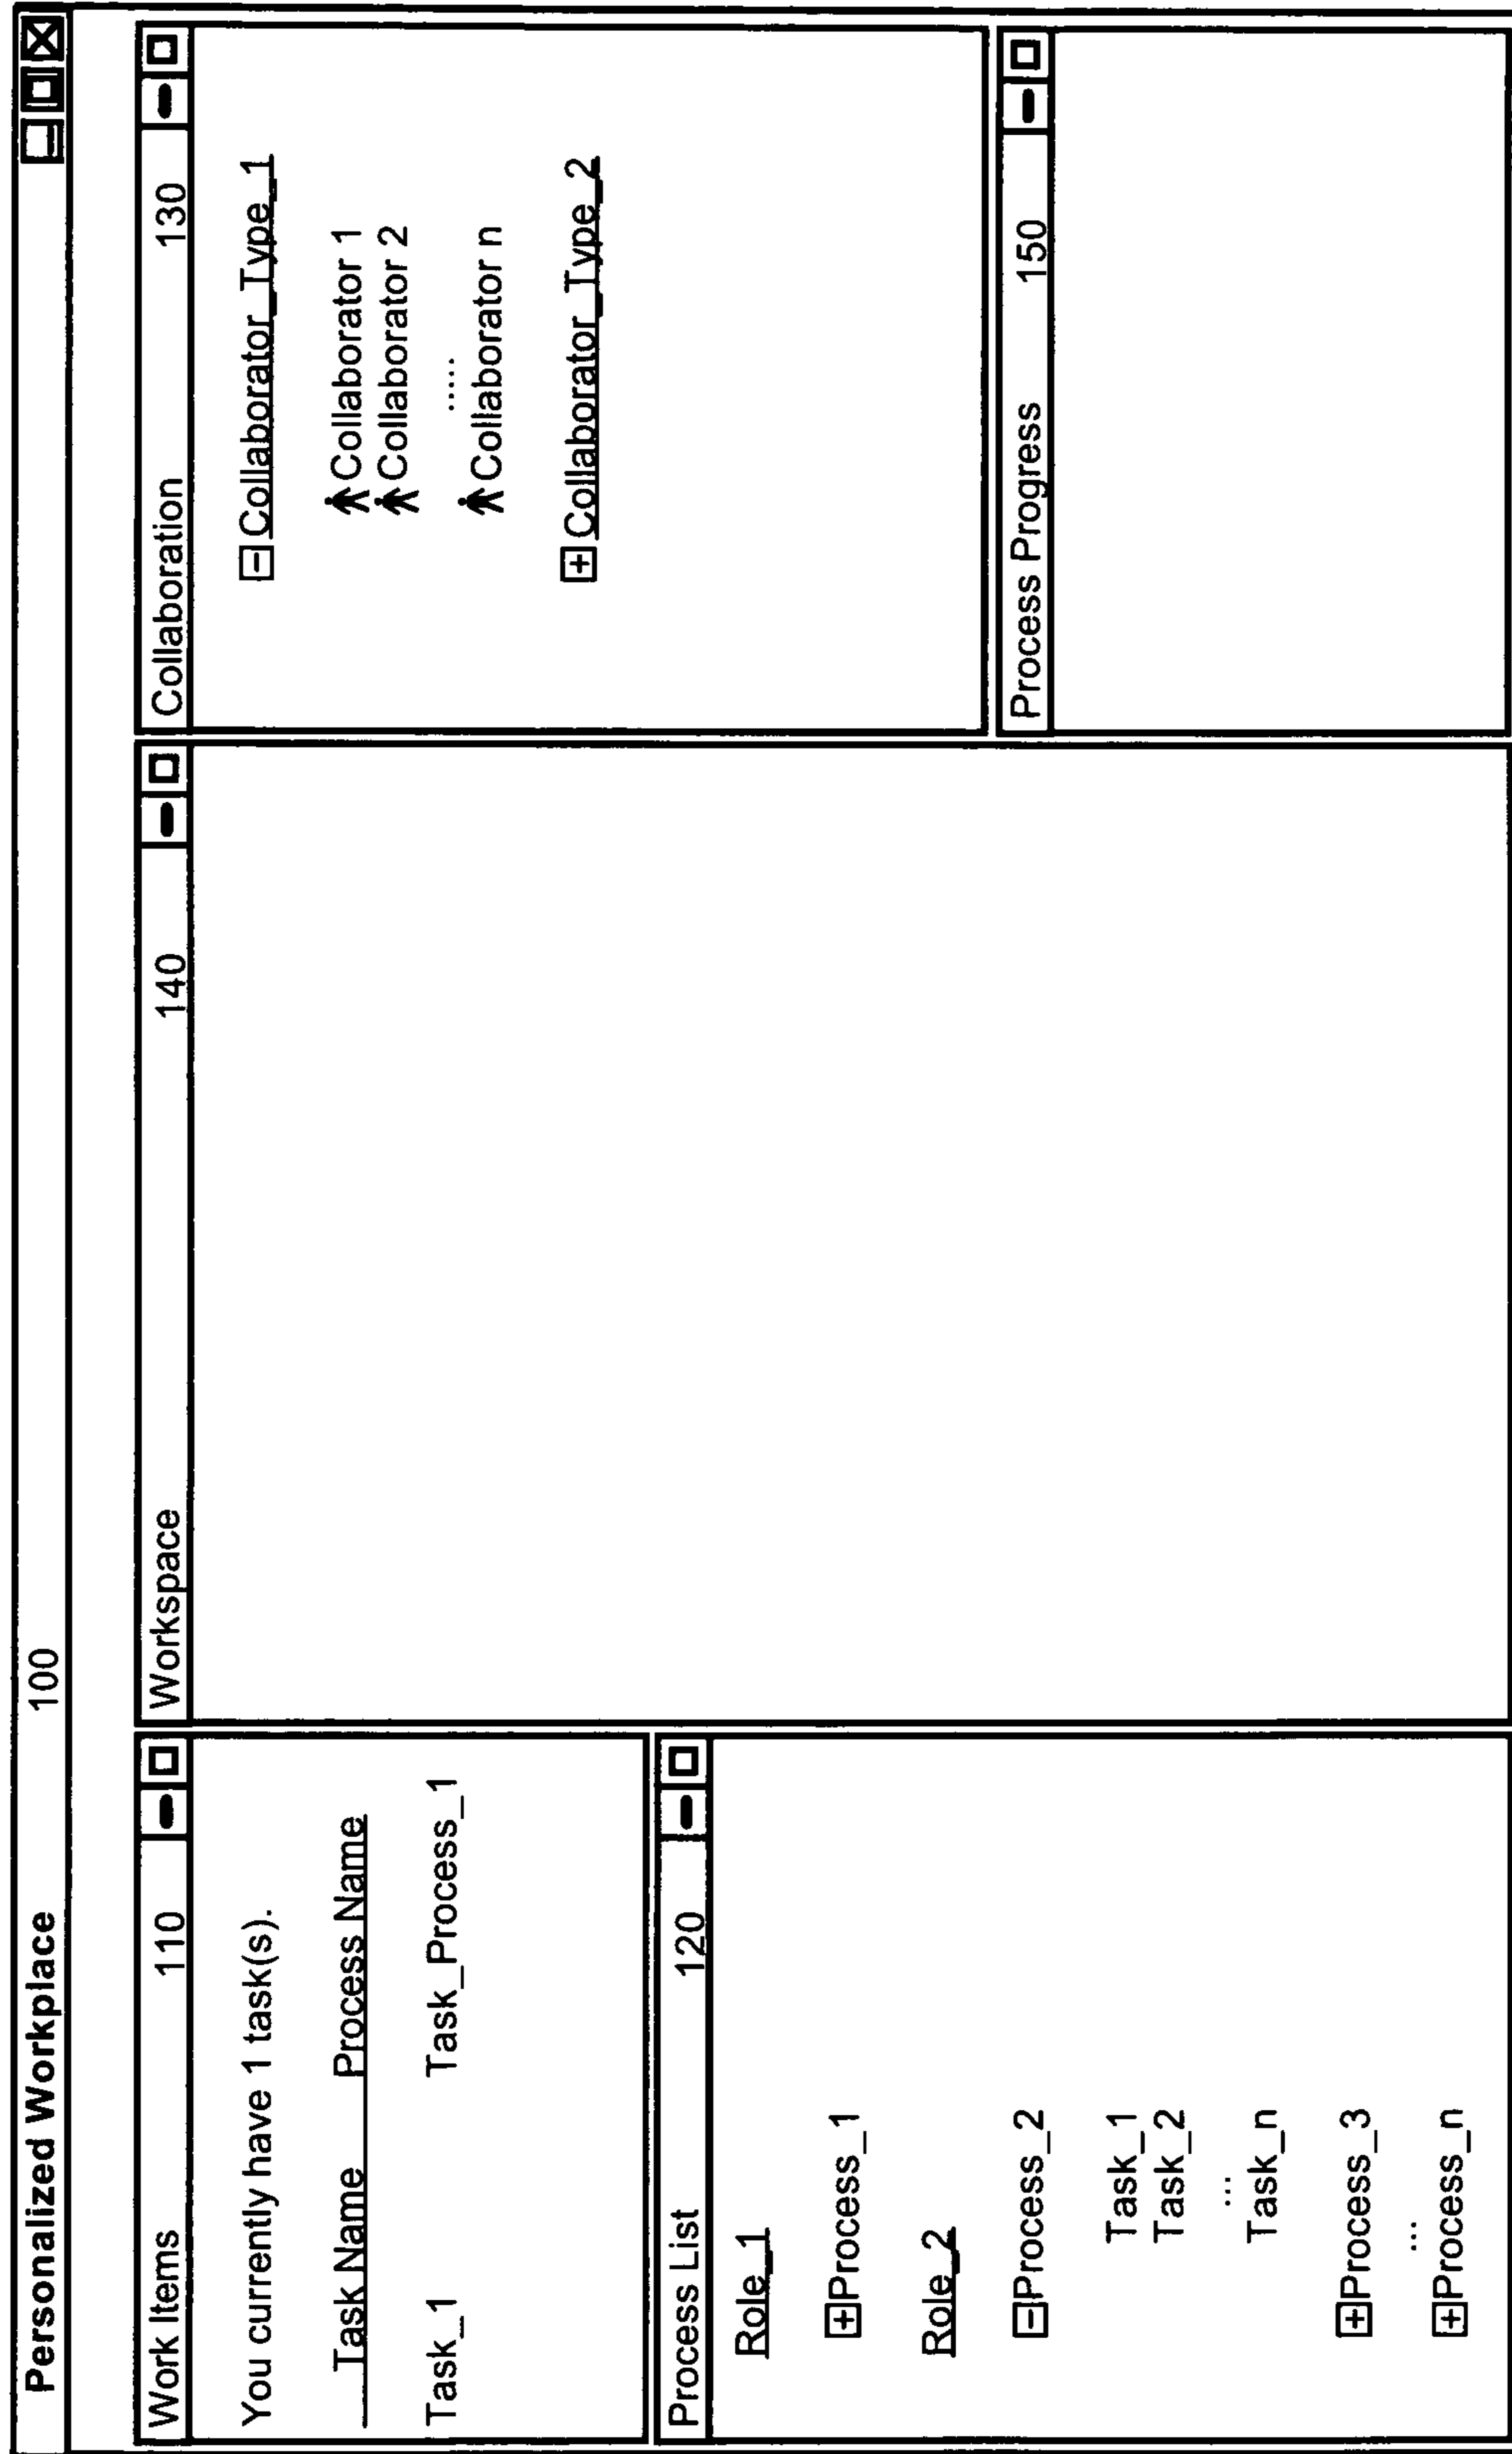 Personalized Workplace 100
Work Items 110
You currently have 1 task(s).
Task Name Process Name
Task_1 Task_Process_1
Process List 120
Role_1
Process_1
Role_2
Process_2
Task_1
Task_2
...
Task_n
Process_3
...
Process_n
Workspace 140
Collaboration 130
Collaborator_Type_1
Collaborator 1
Collaborator 2
.....
Collaborator n
Collaborator_Type_2
Process Progress 150